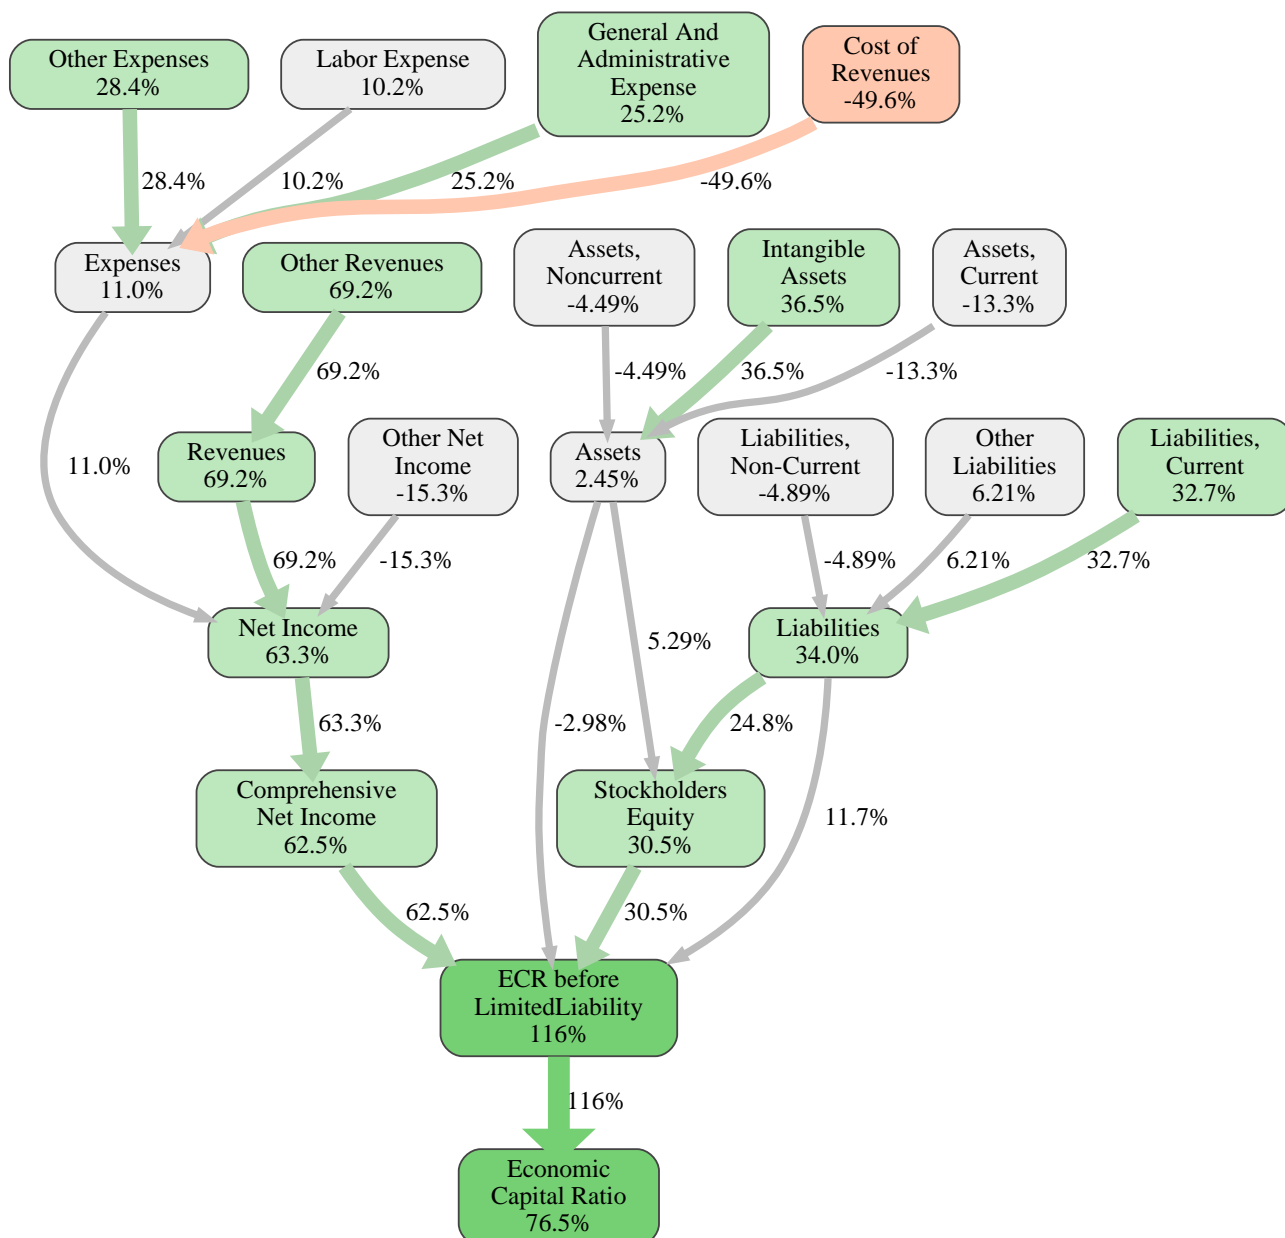 Other Expenses
28.4%
Labor Expense
10.2%
General And
Administrative
Expense
25.2%
Cost of
Revenues
-49.6%
28.4%
10.2%
25.2%
-49.6%
Expenses
11.0%
Other Revenues
69.2%
Assets,
Noncurrent
-4.49%
Intangible
Assets
36.5%
Assets,
Current
-13.3%
69.2%
-4.49%
36.5%
-13.3%
11.0%
Revenues
69.2%
Other Net
Income
-15.3%
Assets
2.45%
Liabilities,
Non-Current
-4.89%
Other
Liabilities
6.21%
Liabilities,
Current
32.7%
69.2%
-15.3%
-4.89%
6.21%
32.7%
Net Income
63.3%
5.29%
Liabilities
34.0%
63.3%
-2.98%
24.8%
Comprehensive
Net Income
62.5%
Stockholders
Equity
30.5%
11.7%
62.5%
30.5%
ECR before
LimitedLiability
116%
116%
Economic
Capital Ratio
76.5%